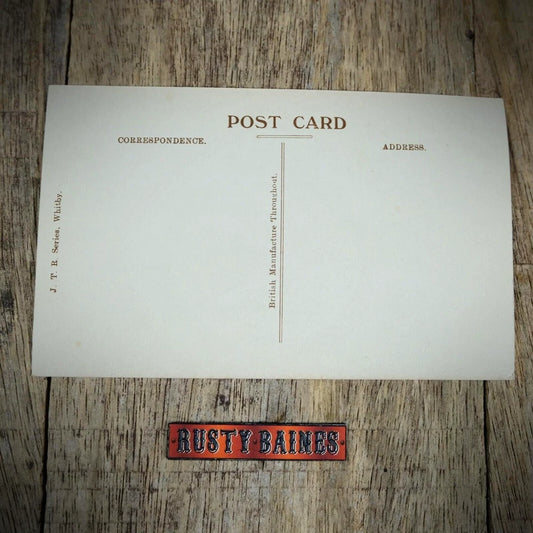 POST CARD
CORRESPONDENCE.
ADDRESS.
J. T. R. Series. Whitby.
British Manufacture Throughout.
RUSTY·BAINES